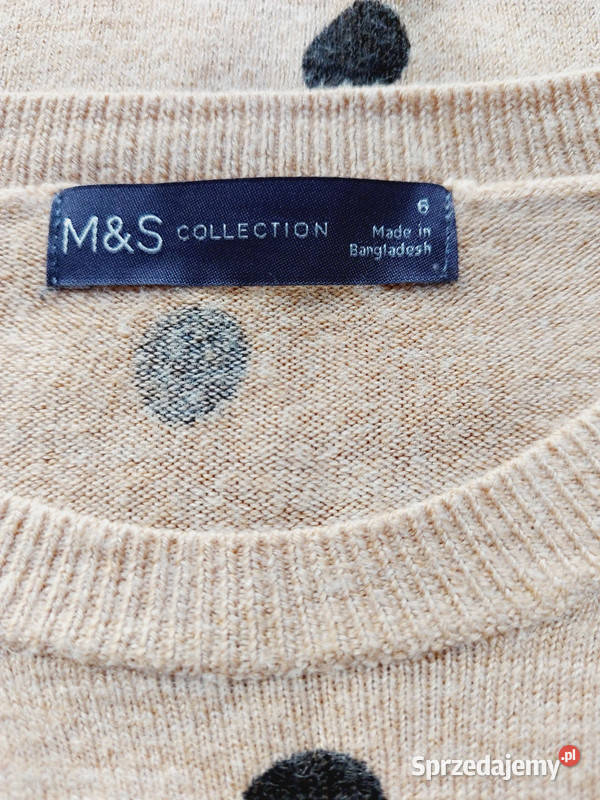 M&S COLLECTION
6
Made in
Bangladesh
Sprzedajemy.pl